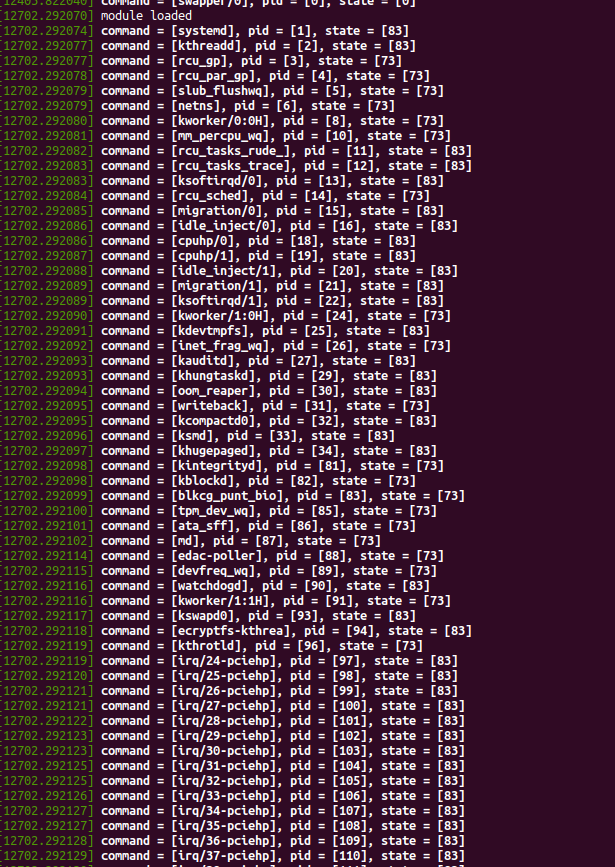 [12403.822040] command = [swapper/0], pid = [0], state = [0]
[12702.292070] module loaded
[12702.292074] command = [systemd], pid = [1], state = [83]
[12702.292077] command = [kthreadd], pid = [2], state = [83]
[12702.292077] command = [rcu_gp], pid = [3], state = [73]
[12702.292078] command = [rcu_par_gp], pid = [4], state = [73]
[12702.292079] command = [slub_flushwq], pid = [5], state = [73]
[12702.292079] command = [netns], pid = [6], state = [73]
[12702.292080] command = [kworker/0:0H], pid = [8], state = [73]
[12702.292081] command = [mm_percpu_wq], pid = [10], state = [73]
[12702.292082] command = [rcu_tasks_rude_], pid = [11], state = [83]
[12702.292083] command = [rcu_tasks_trace], pid = [12], state = [83]
[12702.292083] command = [ksoftirqd/0], pid = [13], state = [83]
[12702.292084] command = [rcu_sched], pid = [14], state = [73]
[12702.292085] command = [migration/0], pid = [15], state = [83]
[12702.292085] command = [idle_inject/0], pid = [16], state = [83]
[12702.292086] command = [cpuhp/0], pid = [18], state = [83]
[12702.292087] command = [cpuhp/1], pid = [19], state = [83]
[12702.292088] command = [idle_inject/1], pid = [20], state = [83]
[12702.292089] command = [migration/1], pid = [21], state = [83]
[12702.292089] command = [ksoftirqd/1], pid = [22], state = [83]
[12702.292090] command = [kworker/1:0H], pid = [24], state = [73]
[12702.292091] command = [kdevtmpfs], pid = [25], state = [83]
[12702.292092] command = [inet_frag_wq], pid = [26], state = [73]
[12702.292093] command = [kauditd], pid = [27], state = [83]
[12702.292093] command = [khungtaskd], pid = [29], state = [83]
[12702.292094] command = [oom_reaper], pid = [30], state = [83]
[12702.292095] command = [writeback], pid = [31], state = [73]
[12702.292095] command = [kcompactd0], pid = [32], state = [83]
[12702.292096] command = [ksmd], pid = [33], state = [83]
[12702.292097] command = [khugepaged], pid = [34], state = [83]
[12702.292098] command = [kintegrityd], pid = [81], state = [73]
[12702.292098] command = [kblockd], pid = [82], state = [73]
[12702.292099] command = [blkcg_punt_bio], pid = [83], state = [73]
[12702.292100] command = [tpm_dev_wq], pid = [85], state = [73]
[12702.292101] command = [ata_sff], pid = [86], state = [73]
[12702.292102] command = [md], pid = [87], state = [73]
[12702.292114] command = [edac-poller], pid = [88], state = [73]
[12702.292115] command = [devfreq_wq], pid = [89], state = [73]
[12702.292116] command = [watchdogd], pid = [90], state = [83]
[12702.292116] command = [kworker/1:1H], pid = [91], state = [73]
[12702.292117] command = [kswapd0], pid = [93], state = [83]
[12702.292118] command = [ecryptfs-kthrea], pid = [94], state = [83]
[12702.292119] command = [kthrotld], pid = [96], state = [73]
[12702.292119] command = [irq/24-pciehp], pid = [97], state = [83]
[12702.292120] command = [irq/25-pciehp], pid = [98], state = [83]
[12702.292121] command = [irq/26-pciehp], pid = [99], state = [83]
[12702.292121] command = [irq/27-pciehp], pid = [100], state = [83]
[12702.292122] command = [irq/28-pciehp], pid = [101], state = [83]
[12702.292123] command = [irq/29-pciehp], pid = [102], state = [83]
[12702.292123] command = [irq/30-pciehp], pid = [103], state = [83]
[12702.292125] command = [irq/31-pciehp], pid = [104], state = [83]
[12702.292125] command = [irq/32-pciehp], pid = [105], state = [83]
[12702.292126] command = [irq/33-pciehp], pid = [106], state = [83]
[12702.292127] command = [irq/34-pciehp], pid = [107], state = [83]
[12702.292127] command = [irq/35-pciehp], pid = [108], state = [83]
[12702.292128] command = [irq/36-pciehp], pid = [109], state = [83]
[12702.292129] command = [irq/37-pciehp], pid = [110], state = [83]